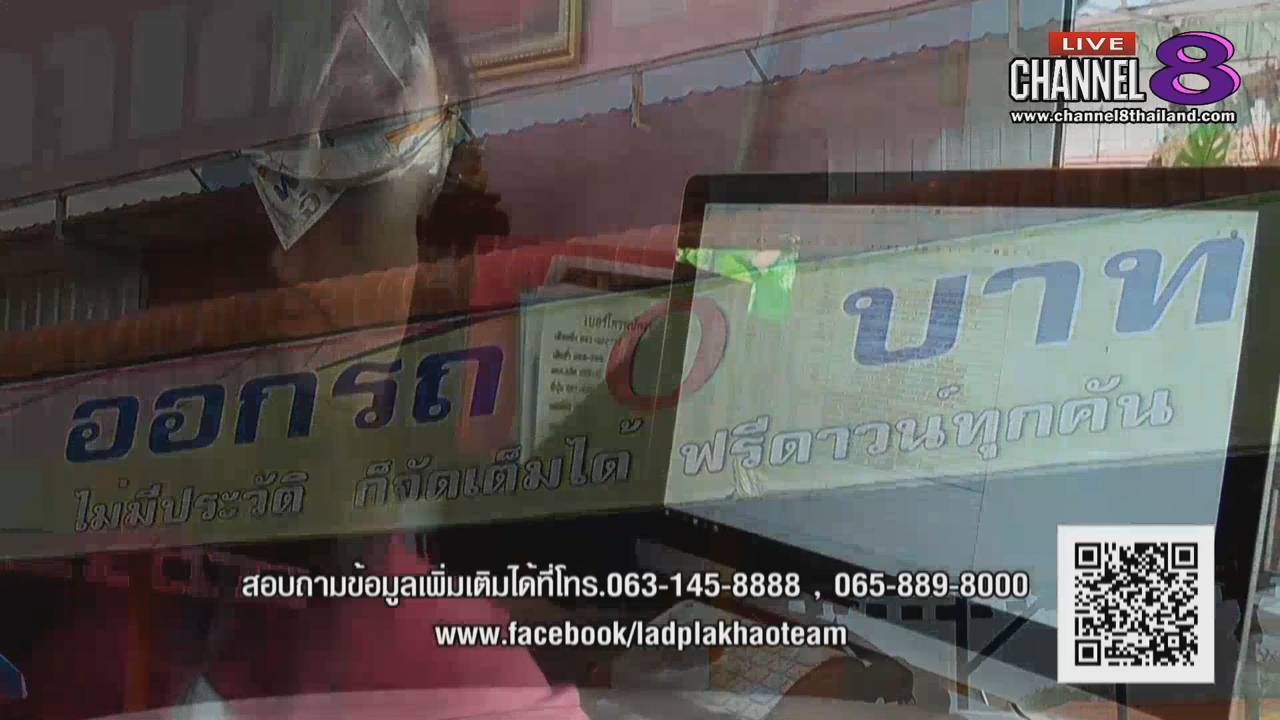 LIVE
CHANNEL 8
www.channel8thailand.com
ออกรถ 0 บาท
ไม่มีประวัติ ก็จัดเต็มได้ ฟรีดาวน์ทุกคัน
สอบถามข้อมูลเพิ่มเติมได้ที่โทร.063-145-8888 , 065-889-8000
www.facebook/ladplakhaoteam